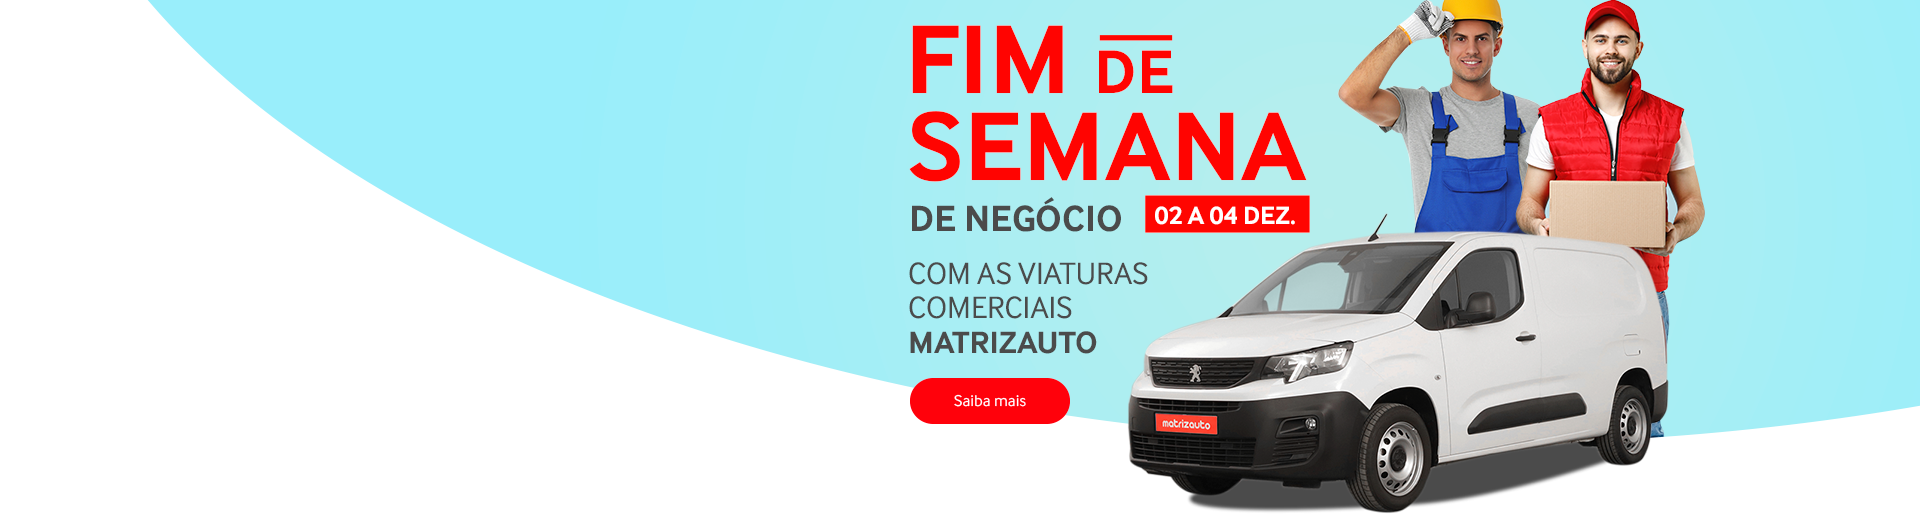 FIM DE
SEMANA
DE NEGÓCIO
02 A 04 DEZ.
COM AS VIATURAS
COMERCIAIS
MATRIZAUTO
Saiba mais
matrizauto